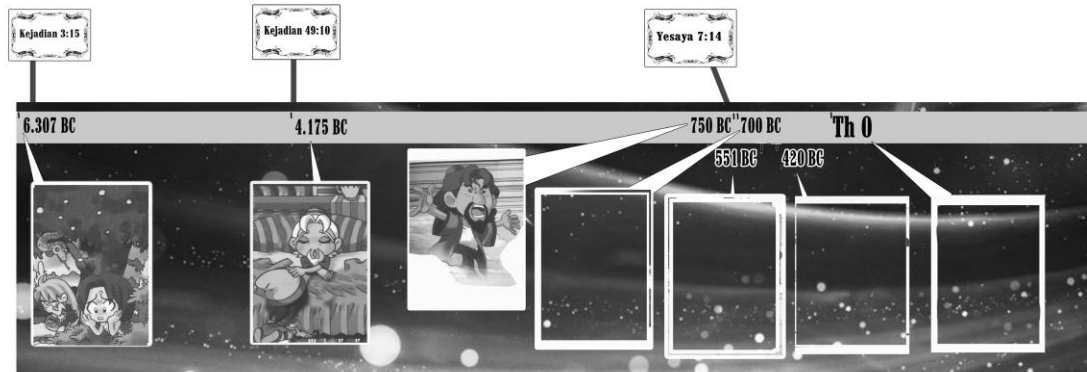 Kejadian 3:15
Kejadian 49:10
Yesaya 7:14
6.307 BC
4.175 BC
750 BC
700 BC
Th 0
551 BC
420 BC